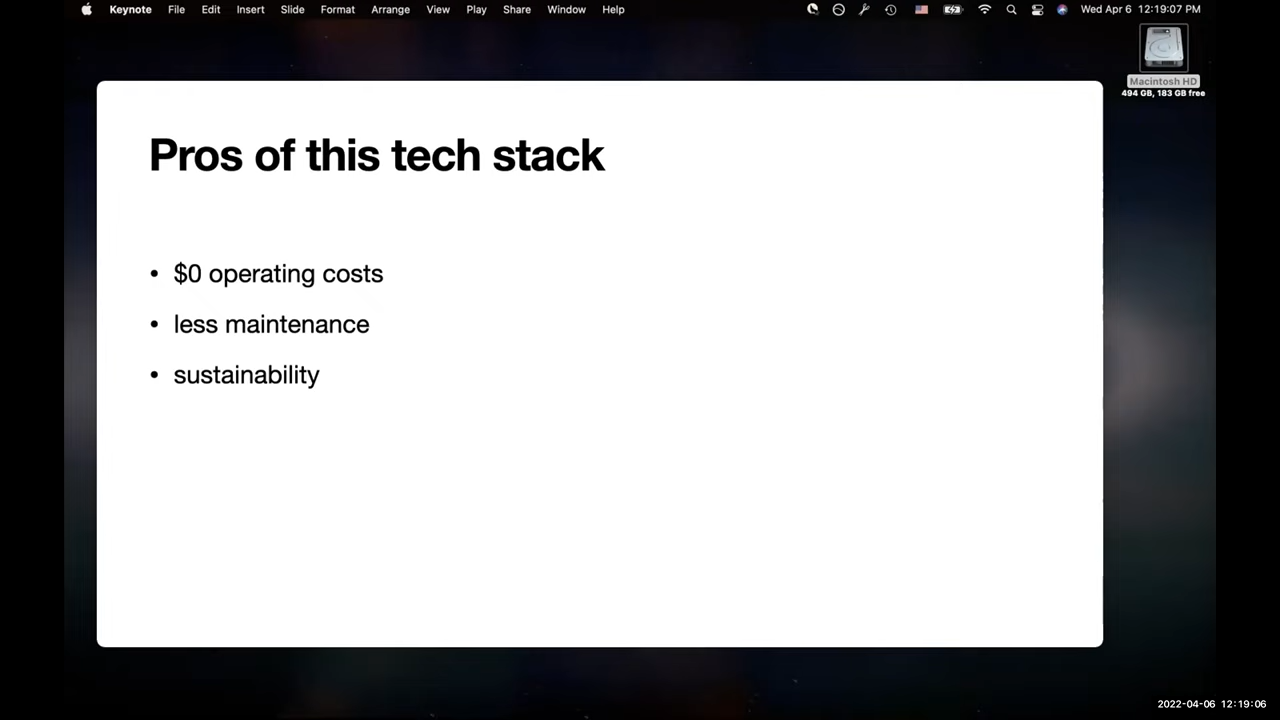 Keynote File Edit Insert Slide Format Arrange View Play Share Window Help Wed Apr 6 12:19:07 PM
Macintosh HD
494 GB, 183 GB free
Pros of this tech stack
• $0 operating costs
• less maintenance
• sustainability
2022-04-06 12:19:06